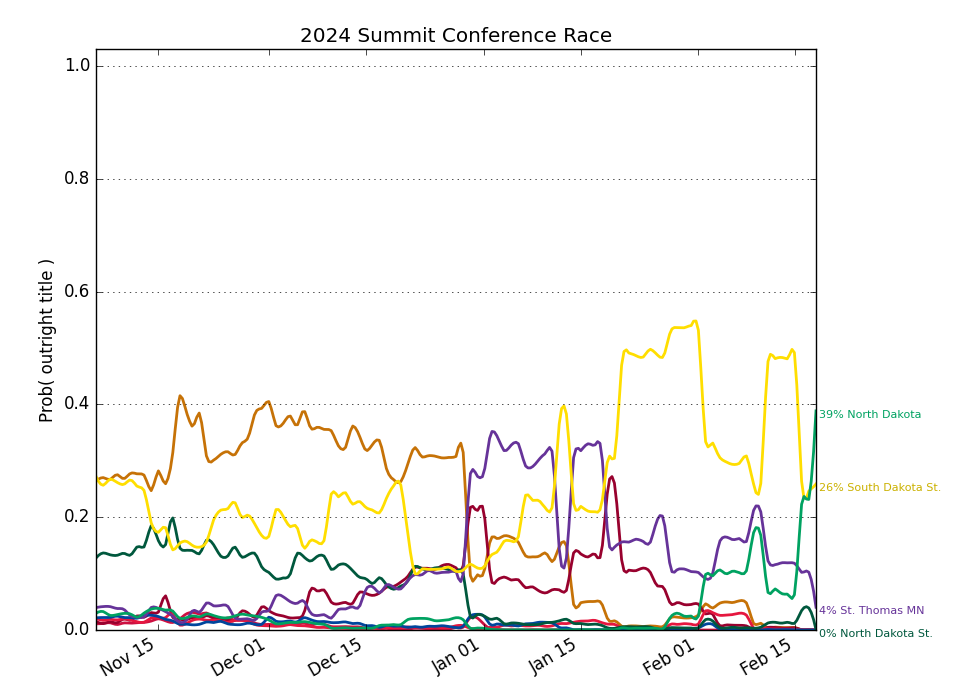 2024 Summit Conference Race
Prob( outright title )
1.0
0.8
0.6
0.4
0.2
0.0
Nov 15
Dec 01
Dec 15
Jan 01
Jan 15
Feb 01
Feb 15
39% North Dakota
26% South Dakota St.
4% St. Thomas MN
0% North Dakota St.